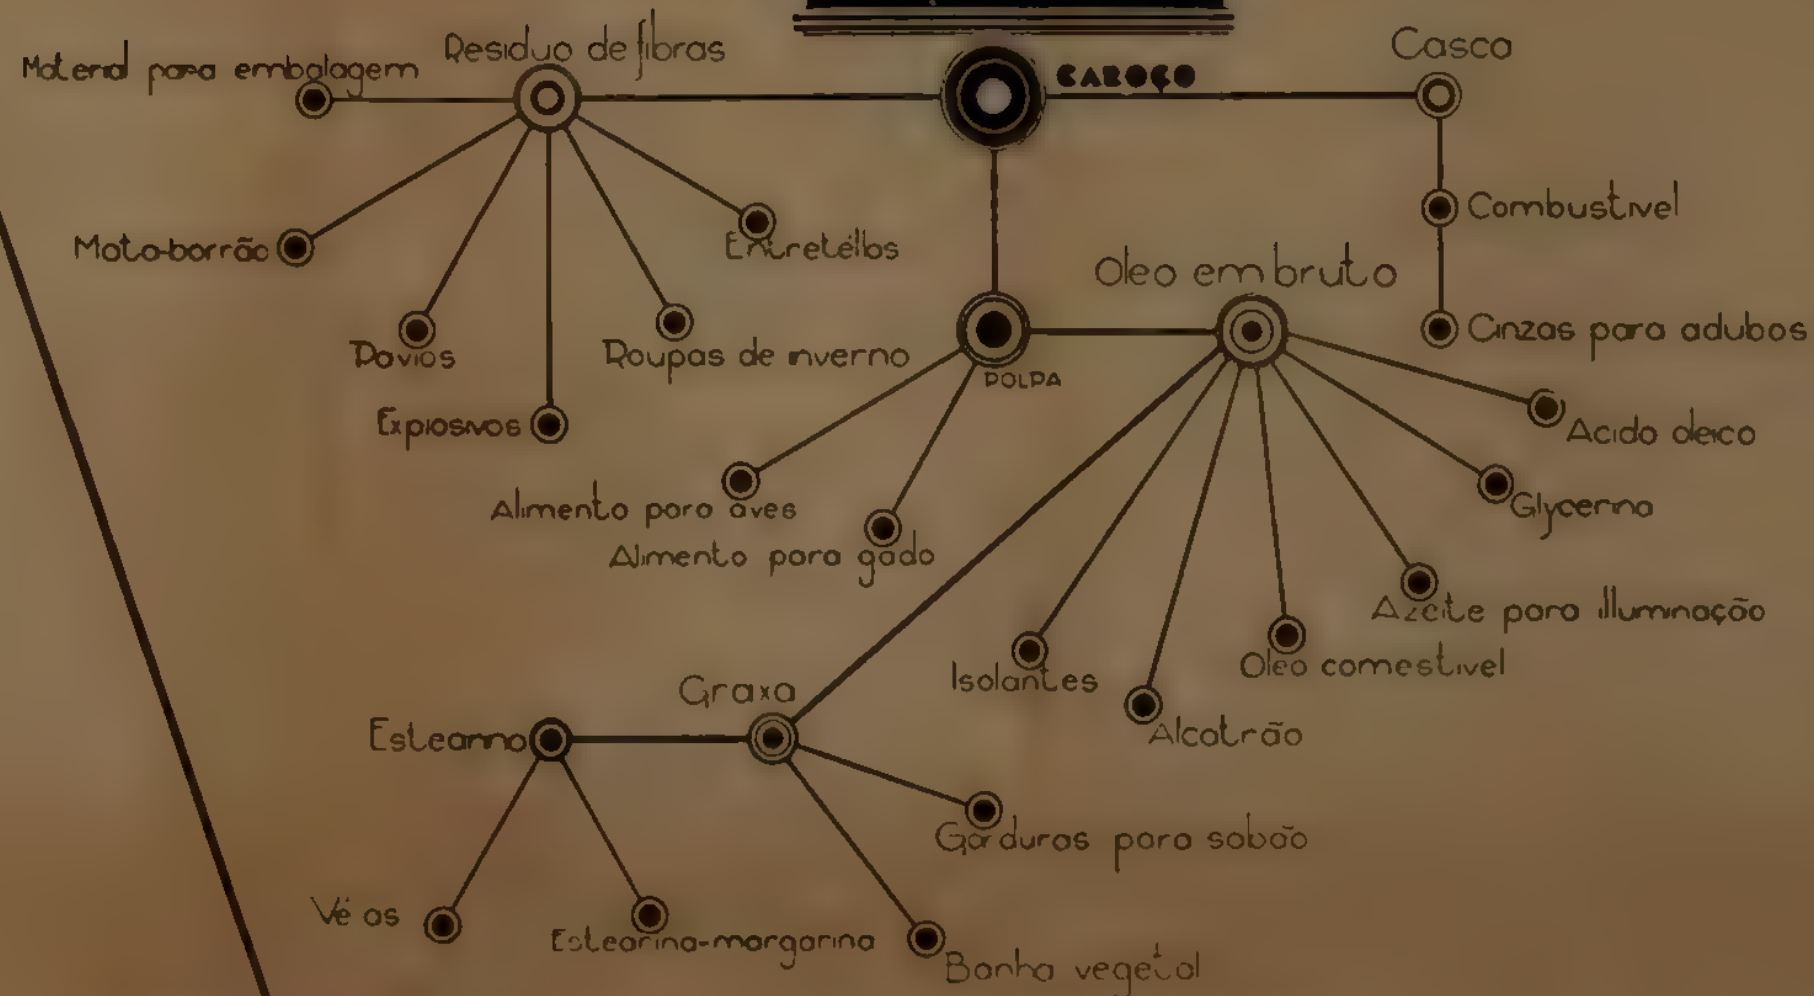 Residuo de fibras
Casca
Material para embalagem
CAROÇO
Combustivel
Mata-borrão
Entretélas
Oleo em bruto
Cinzas para adubos
Pavios
Roupas de inverno
POLPA
Explosivos
Acido oleico
Alimento para aves
Glycerina
Alimento para gado
Azeite para illuminação
Isolantes
Oleo comestivel
Graxa
Alcatrão
Estearina
Gorduras para sabão
Estearina-margarina
Banha vegetal